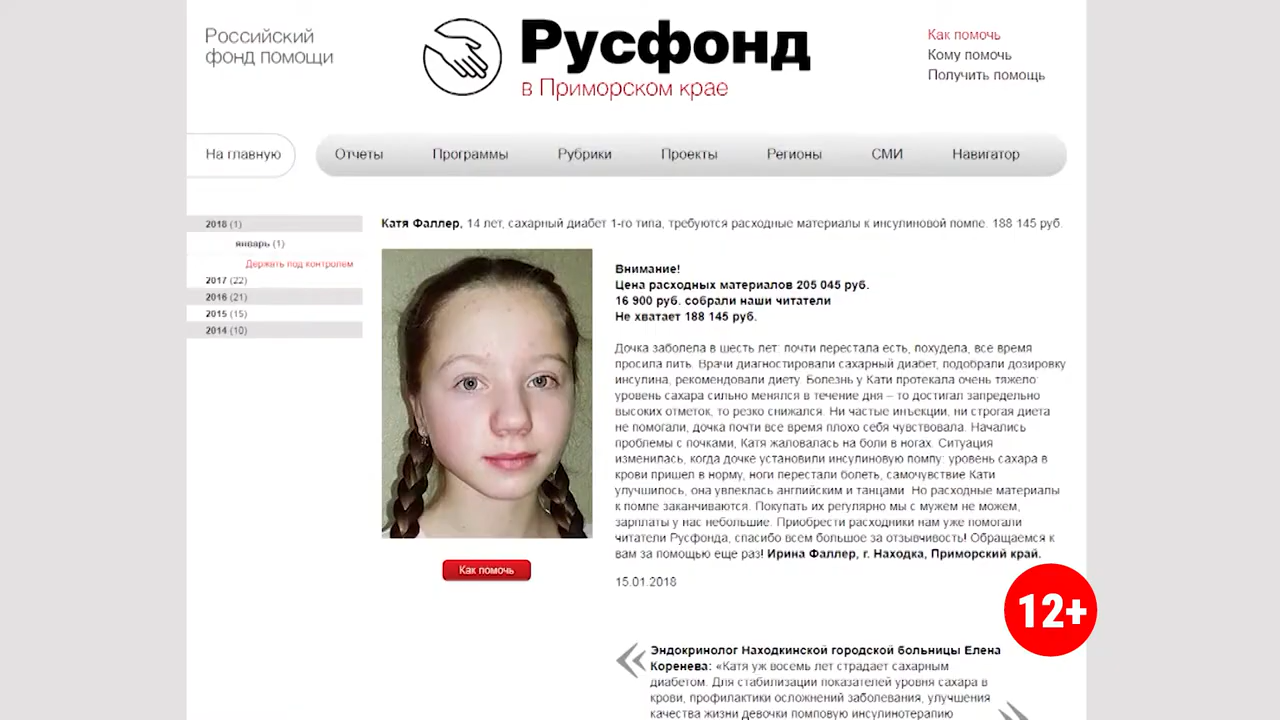 Российский
фонд помощи
Русфонд
в Приморском крае
Как помочь
Кому помочь
Получить помощь
На главную
Отчеты
Программы
Рубрики
Проекты
Регионы
СМИ
Навигатор
2018 (1)
январь (1)
Держать под контролем
2017 (22)
2016 (21)
2015 (15)
2014 (10)
Катя Фаллер, 14 лет, сахарный диабет 1-го типа, требуются расходные материалы к инсулиновой помпе. 188 145 руб.
Внимание!
Цена расходных материалов 205 045 руб.
16 900 руб. собрали наши читатели
Не хватает 188 145 руб.
Дочка заболела в шесть лет: почти перестала есть, похудела, все время
просила пить. Врачи диагностировали сахарный диабет, подобрали дозировку
инсулина, рекомендовали диету. Болезнь у Кати протекала очень тяжело:
уровень сахара сильно менялся в течение дня – то достигал запредельно
высоких отметок, то резко снижался. Ни частые инъекции, ни строгая диета
не помогали, дочка почти все время плохо себя чувствовала. Начались
проблемы с почками, Катя жаловалась на боли в ногах. Ситуация
изменилась, когда дочке установили инсулиновую помпу: уровень сахара в
крови пришел в норму, ноги перестали болеть, самочувствие Кати
улучшилось, она увлеклась английским и танцами. Но расходные материалы
к помпе заканчиваются. Покупать их регулярно мы с мужем не можем,
зарплаты у нас небольшие. Приобрести расходники нам уже помогали
читатели Русфонда, спасибо всем большое за отзывчивость! Обращаемся к
вам за помощью еще раз! Ирина Фаллер, г. Находка, Приморский край.
Как помочь
15.01.2018
12+
Эндокринолог Находкинской городской больницы Елена
Коренева: «Катя уж восемь лет страдает сахарным
диабетом. Для стабилизации показателей уровня сахара в
крови, профилактики осложнений заболевания, улучшения
качества жизни девочки помповую инсулинотерапию